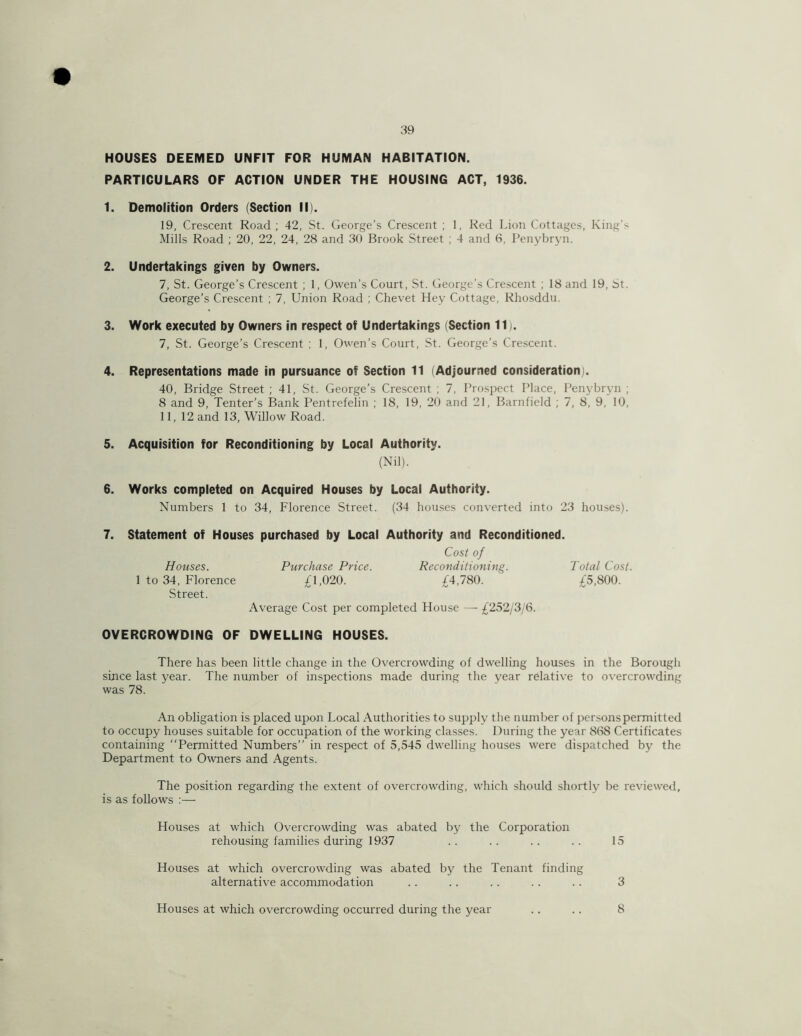 39
HOUSES DEEMED UNFIT FOR HUMAN HABITATION.
PARTICULARS OF ACTION UNDER THE HOUSING ACT, 1936.
1. Demolition Orders (Section II).
19, Crescent Road ; 42, St. George's Crescent ; 1, Red Lion Cottages, King's
Mills Road ; 20, 22, 24, 28 and 30 Brook Street ; 4 and 6, Penybryn.
2. Undertakings given by Owners.
7, St. George's Crescent ; 1, Owen's Court, St. George's Crescent ; 18 and 19, St.
George's Crescent ; 7, Union Road ; Chevet Hey Cottage, Rhosddu.
3. Work executed by Owners in respect of Undertakings (Section 11).
7, St. George's Crescent ; 1, Owen's Court, St. George's Crescent.
4. Representations made in pursuance of Section 11 (Adjourned consideration).
40, Bridge Street ; 41, St. George's Crescent ; 7, Prospect Place, Penybryn ;
8 and 9, Tenter's Bank Pentrefelin ; 18, 19, 20 and 21, Barnfield ; 7, 8, 9, 10,
11, 12 and 13, Willow Road.
5. Acquisition for Reconditioning by Local Authority.
(Nil).
6. Works completed on Acquired Houses by Local Authority.
Numbers 1 to 34, Florence Street. (34 houses converted into 23 houses).
7. Statement of Houses purchased by Local Authority and Reconditioned.
Cost of
Houses. Purchase Price. Reconditioning. Total Cost.
1 to 34, Florence £1,020. £4,780. £5,800.
Street.
Average Cost per completed House — £252/3/6.
OVERCROWDING OF DWELLING HOUSES.
There has been little change in the Overcrowding of dwelling houses in the Borough
since last year. The number of inspections made during the year relative to overcrowding
was 78.
An obligation is placed upon Local Authorities to supply the number of persons permitted
to occupy houses suitable for occupation of the working classes. During the year 868 Certificates
containing "Permitted Numbers" in respect of 5,545 dwelling houses were dispatched by the
Department to Owners and Agents.
The position regarding the extent of overcrowding, which should shortly be reviewed,
is as follows :—
Houses at which Overcrowding was abated by the Corporation
rehousing families during 1937 .. .. .. .. 15
Houses at which overcrowding was abated by the Tenant finding
alternative accommodation .. .. .. .. .. 3
Houses at which overcrowding occurred during the year .. .. 8